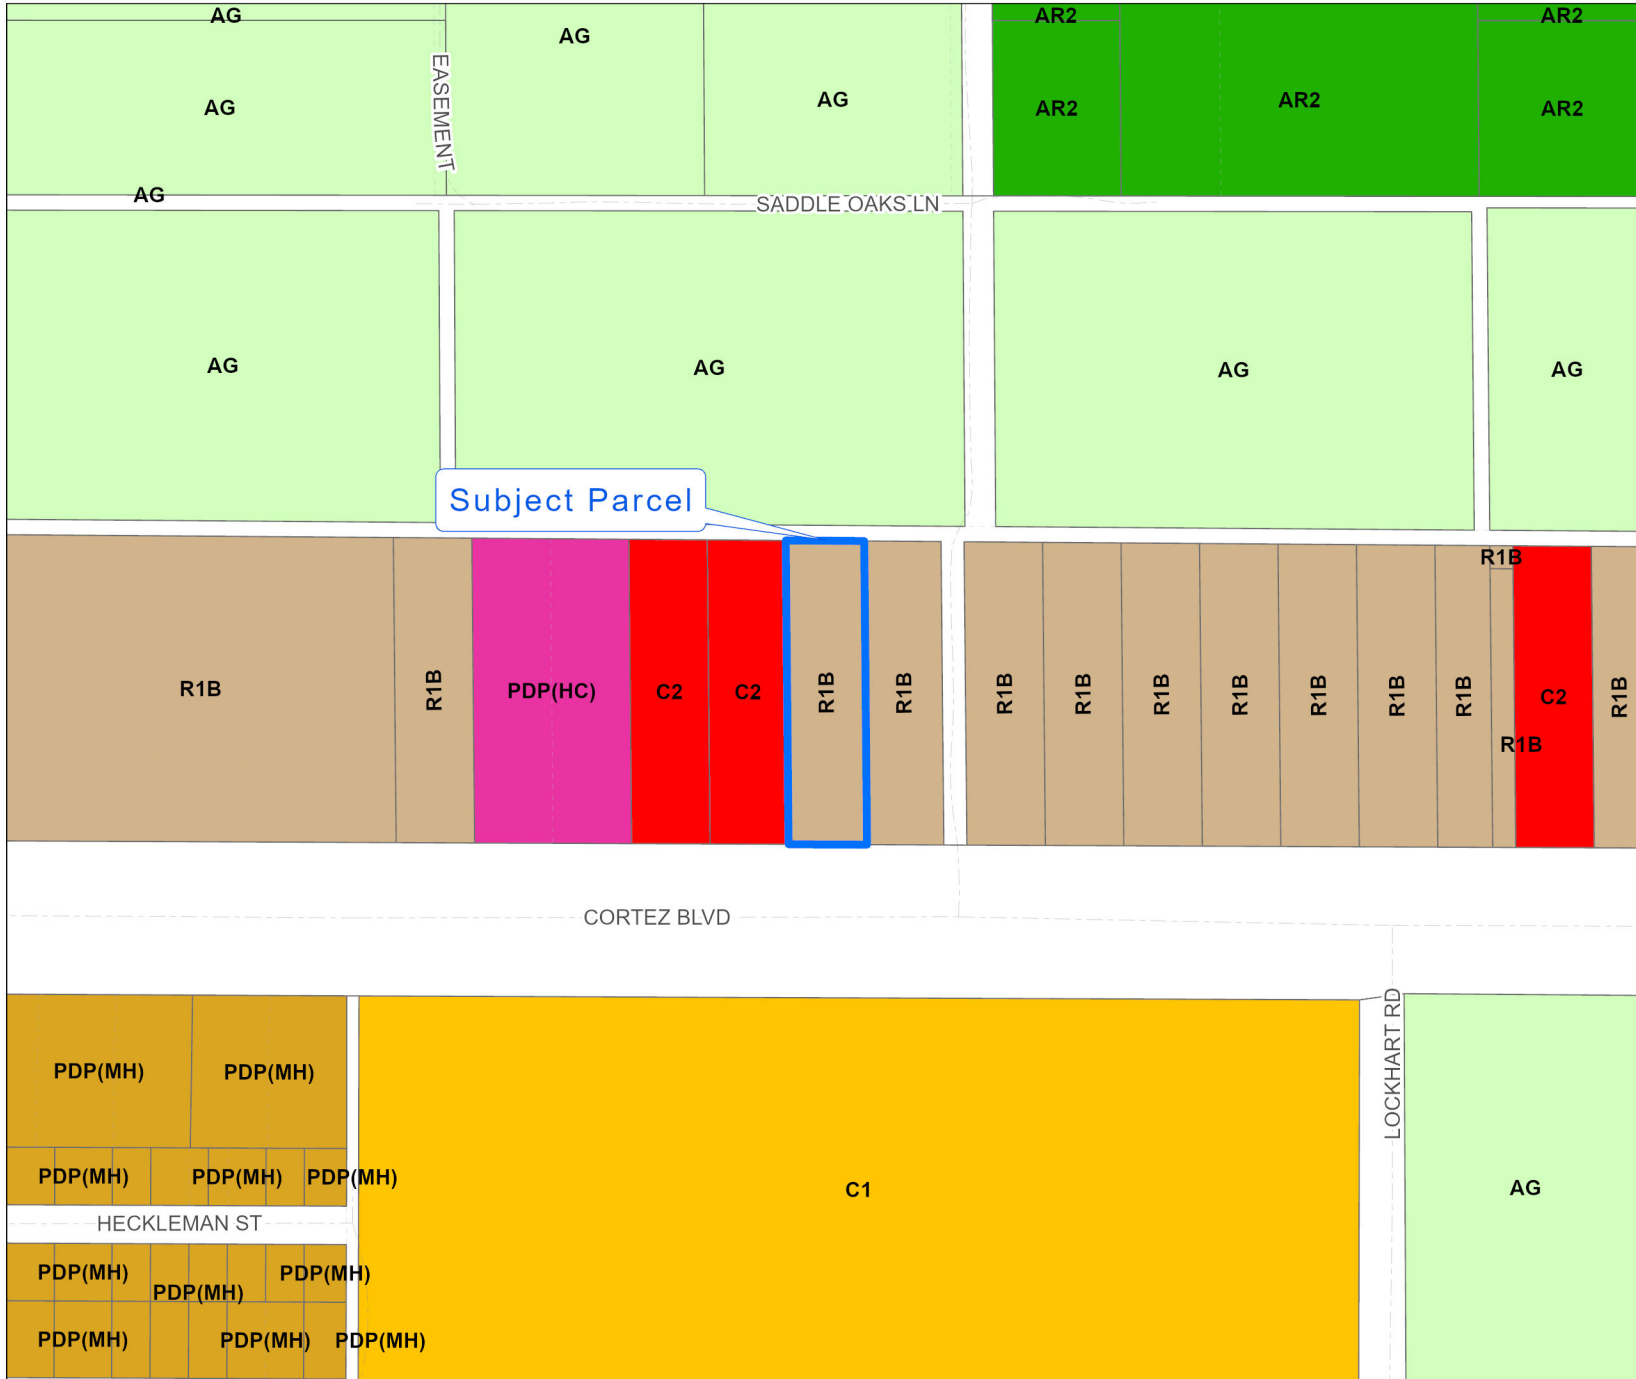 AG
AG
AR2
AR2
EASEMENT
AG
AG
AR2
AR2
AR2
AG
SADDLE OAKS LN
AG
AG
AG
AG
Subject Parcel
R1B
R1B
R1B
PDP(HC)
C2
C2
R1B
R1B
R1B
R1B
R1B
R1B
R1B
R1B
R1B
C2
R1B
R1B
CORTEZ BLVD
LOCKHART RD
PDP(MH)
PDP(MH)
PDP(MH)
PDP(MH)
PDP(MH)
C1
AG
HECKLEMAN ST
PDP(MH)
PDP(MH)
PDP(MH)
PDP(MH)
PDP(MH)
PDP(MH)